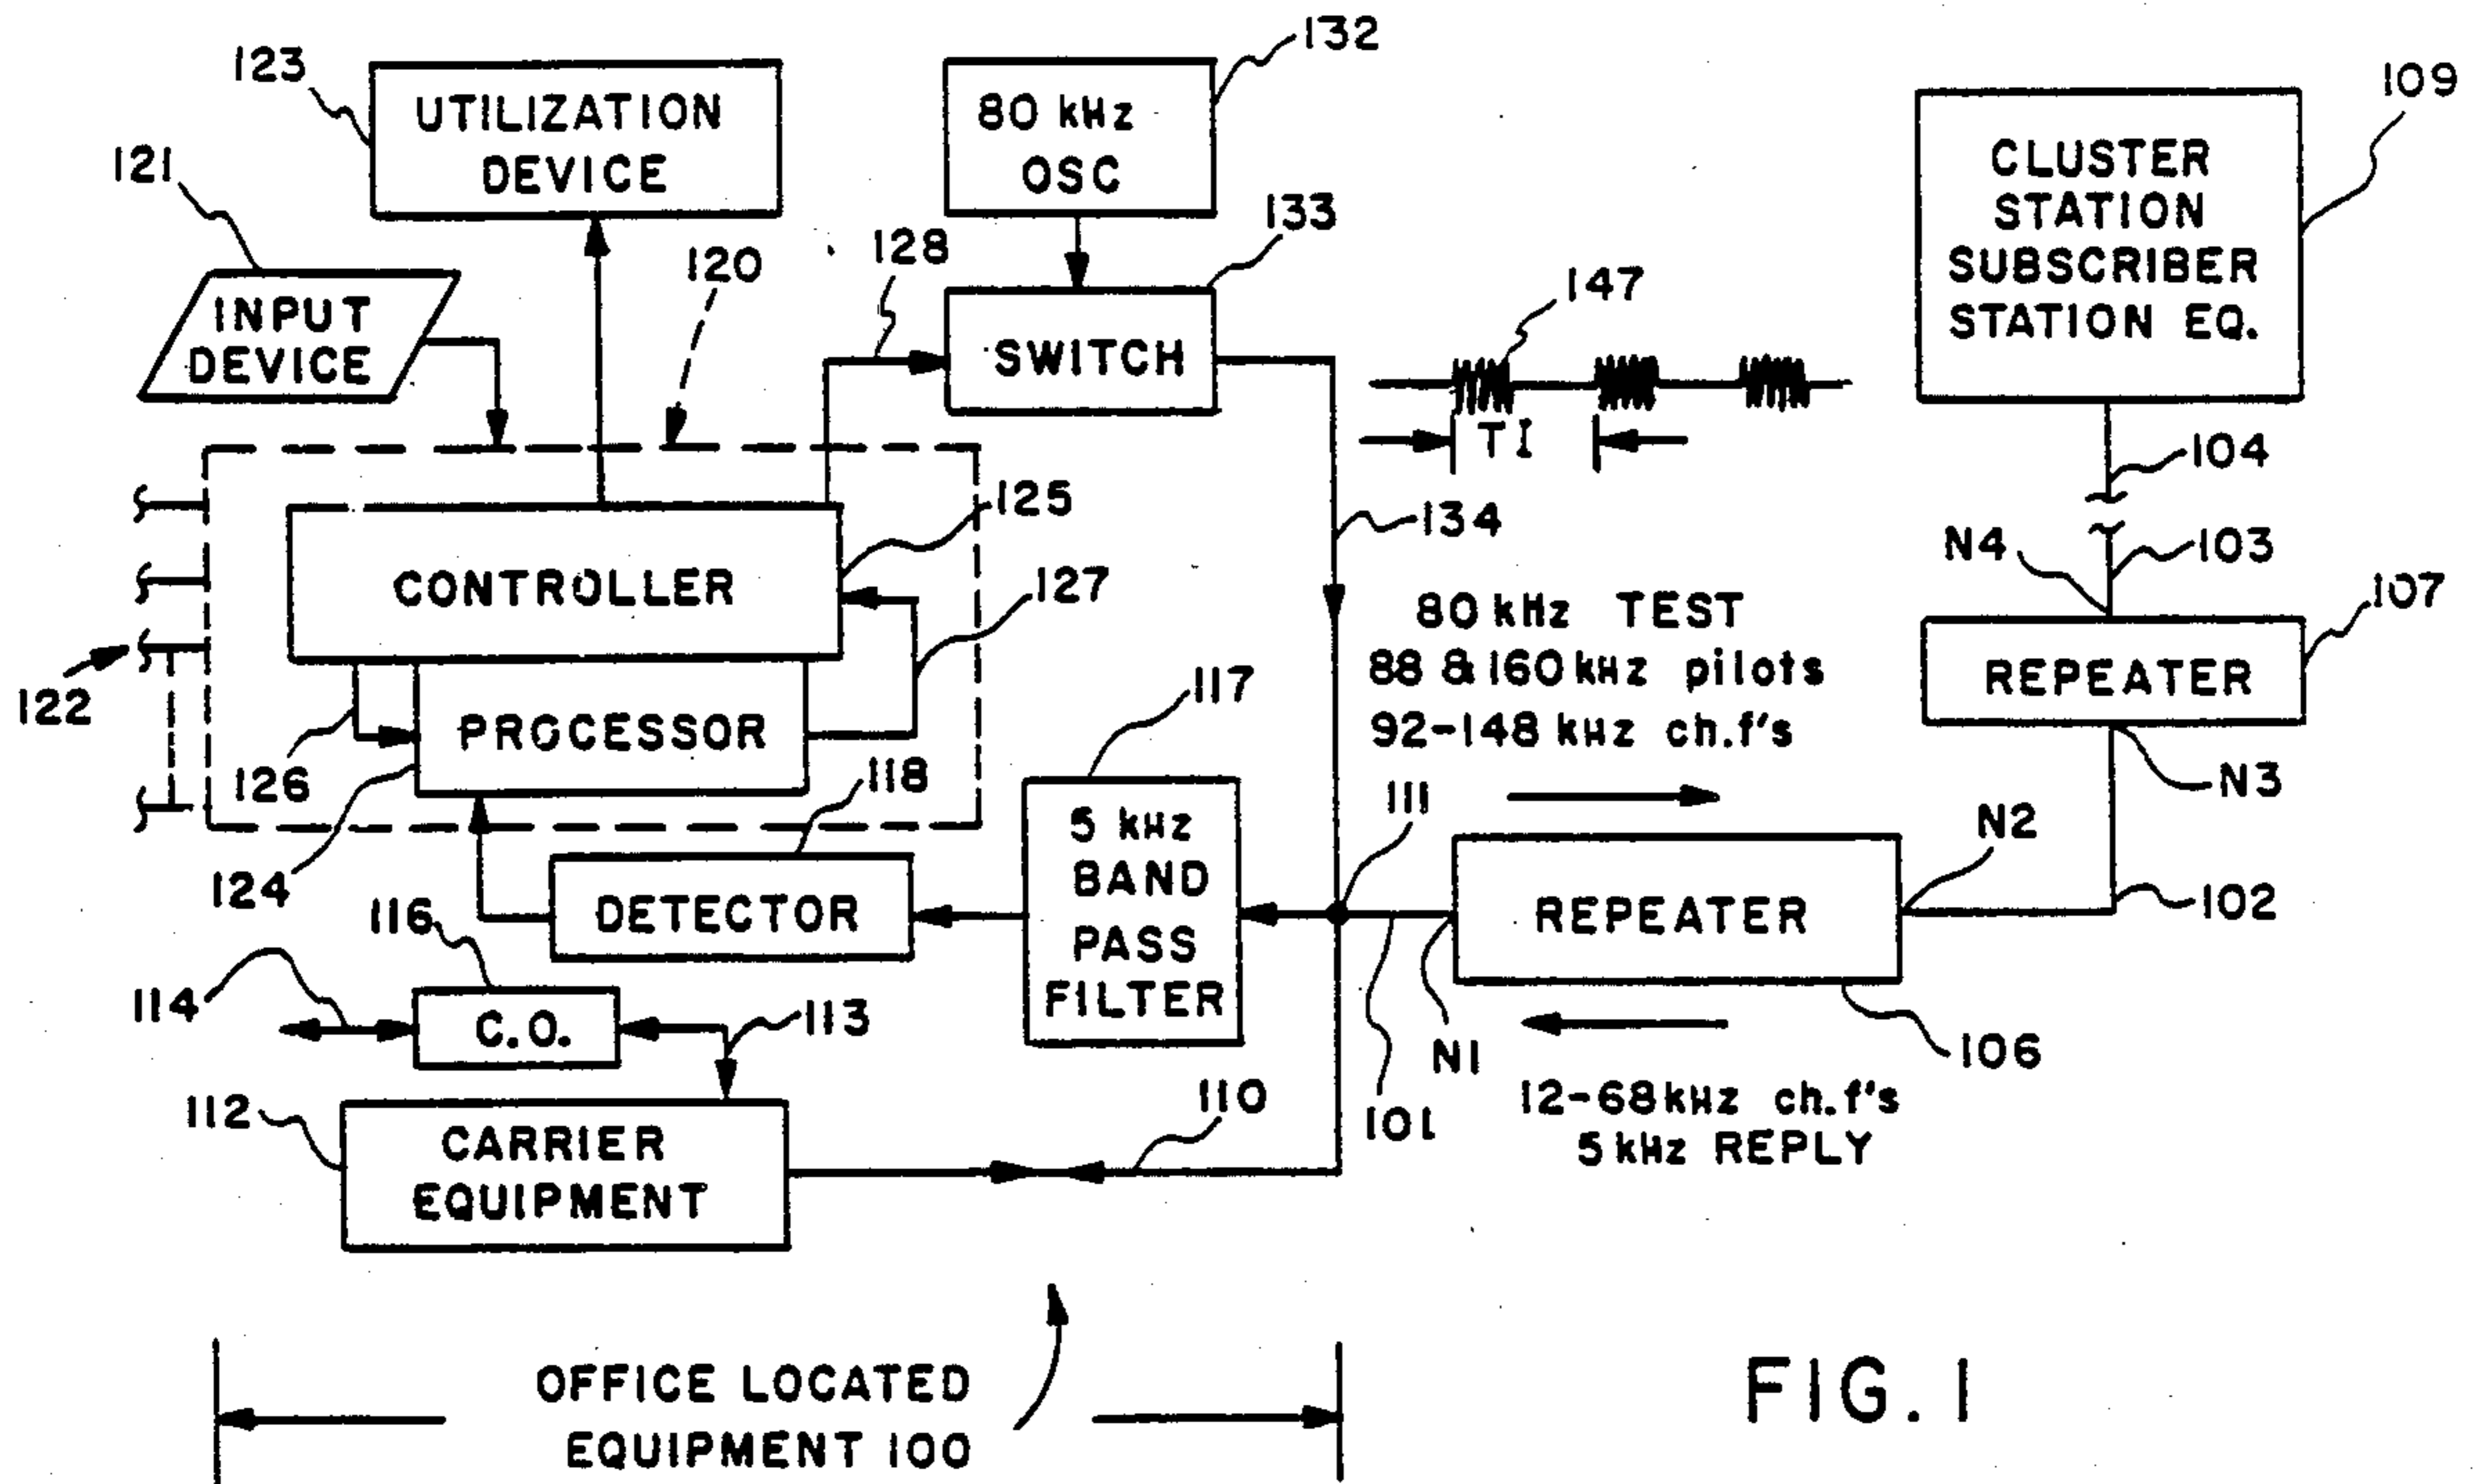 132
123
UTILIZATION
DEVICE
80 kHz
OSC
109
CLUSTER
STATION
SUBSCRIBER
STATION EQ.
121
133
120
128
147
INPUT
DEVICE
SWITCH
T I
104
125
134
N4
103
CONTROLLER
127
80 kHz TEST
88 & 160 kHz pilots
92-148 kHz ch.f's
107
REPEATER
122
117
PROCESSOR
126
118
111
N3
N2
5 kHz
BAND
PASS
FILTER
124
116
DETECTOR
REPEATER
102
114
C.O.
113
N1
106
112
CARRIER
EQUIPMENT
110
101
12-68 kHz ch.f's
5 kHz REPLY
OFFICE LOCATED
EQUIPMENT 100
FIG. 1